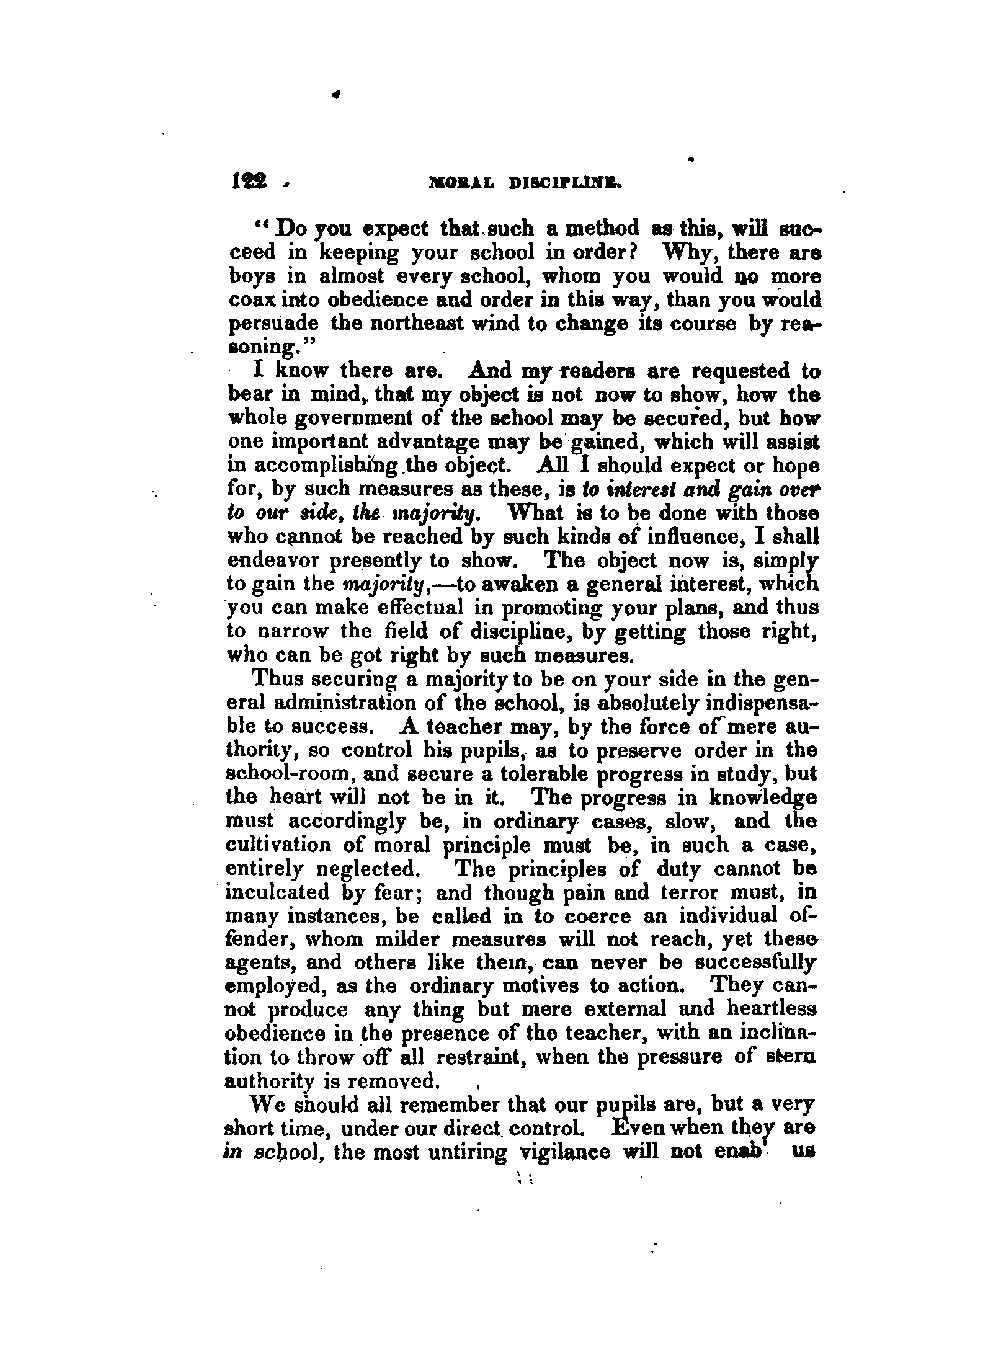 122 MORAL DISCIPLINE.
“Do you expect that such a method as this, will suc-
ceed in keeping your school in order? Why, there are
boys in almost every school, whom you would no more
coax into obedience and order in this way, than you would
persuade the northeast wind to change its course by rea-
soning.”
I know there are. And my readers are requested to
bear in mind, that my object is not now to show, how the
whole government of the school may be secured, but how
one important advantage may be gained, which will assist
in accomplishing the object. All I should expect or hope
for, by such measures as these, is to interest and gain over
to our side, the majority. What is to be done with those
who cannot be reached by such kinds of influence, I shall
endeavor presently to show. The object now is, simply
to gain the majority,—to awaken a general interest, which
you can make effectual in promoting your plans, and thus
to narrow the field of discipline, by getting those right,
who can be got right by such measures.
Thus securing a majority to be on your side in the gen-
eral administration of the school, is absolutely indispensa-
ble to success. A teacher may, by the force of mere au-
thority, so control his pupils, as to preserve order in the
school-room, and secure a tolerable progress in study, but
the heart will not be in it. The progress in knowledge
must accordingly be, in ordinary cases, slow, and the
cultivation of moral principle must be, in such a case,
entirely neglected. The principles of duty cannot be
inculcated by fear; and though pain and terror must, in
many instances, be called in to coerce an individual of-
fender, whom milder measures will not reach, yet these
agents, and others like them, can never be successfully
employed, as the ordinary motives to action. They can-
not produce any thing but mere external and heartless
obedience in the presence of the teacher, with an inclina-
tion to throw off all restraint, when the pressure of stern
authority is removed.
We should all remember that our pupils are, but a very
short time, under our direct control. Even when they are
in school, the most untiring vigilance will not us